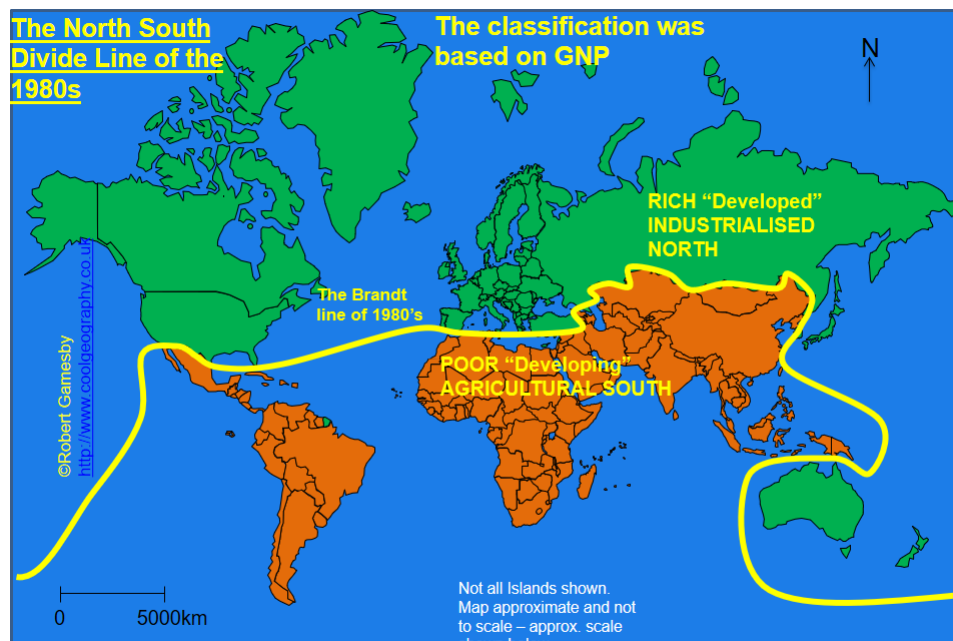 The North South
Divide Line of the
1980s
The classification was
based on GNP
N
RICH “Developed”
INDUSTRIALISED
NORTH
The Brandt
line of 1980’s
POOR “Developing”
AGRICULTURAL SOUTH
©Robert Gamesby
http://www.coolgeography.co.uk
0
5000km
Not all Islands shown.
Map approximate and not
to scale – approx. scale